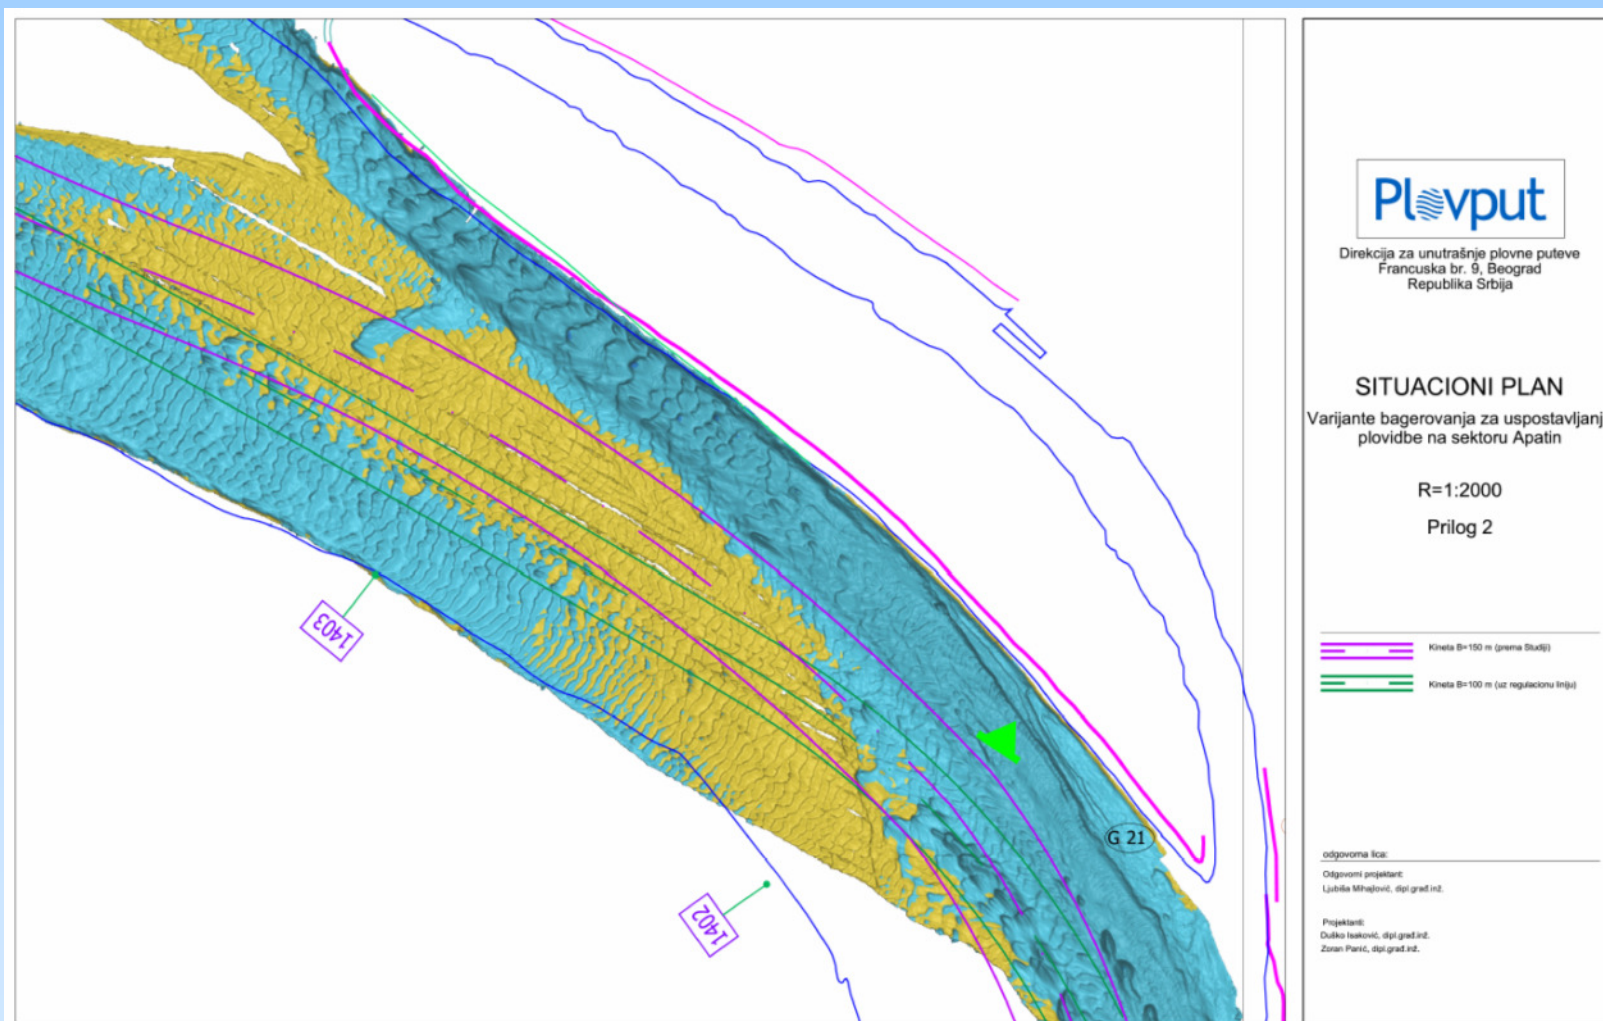 Plovput
Direkcija za unutrašnje plovne puteve
Francuska br. 9, Beograd
Republika Srbija
SITUACIONI PLAN
Varijante bagerovanja za uspostavljanj
plovidbe na sektoru Apatin
R=1:2000
Prilog 2
Kineta B=150 m (prema Studiji)
Kineta B=100 m (uz regulacionu liniju)
odgovorna lica:
Odgovorni projektant:
Ljubiša Mihajlović, dipl.građ.inž.
Projektanti:
Duško Isaković, dipl.građ.inž.
Zoran Panić, dipl.građ.inž.
1403
1402
G 21